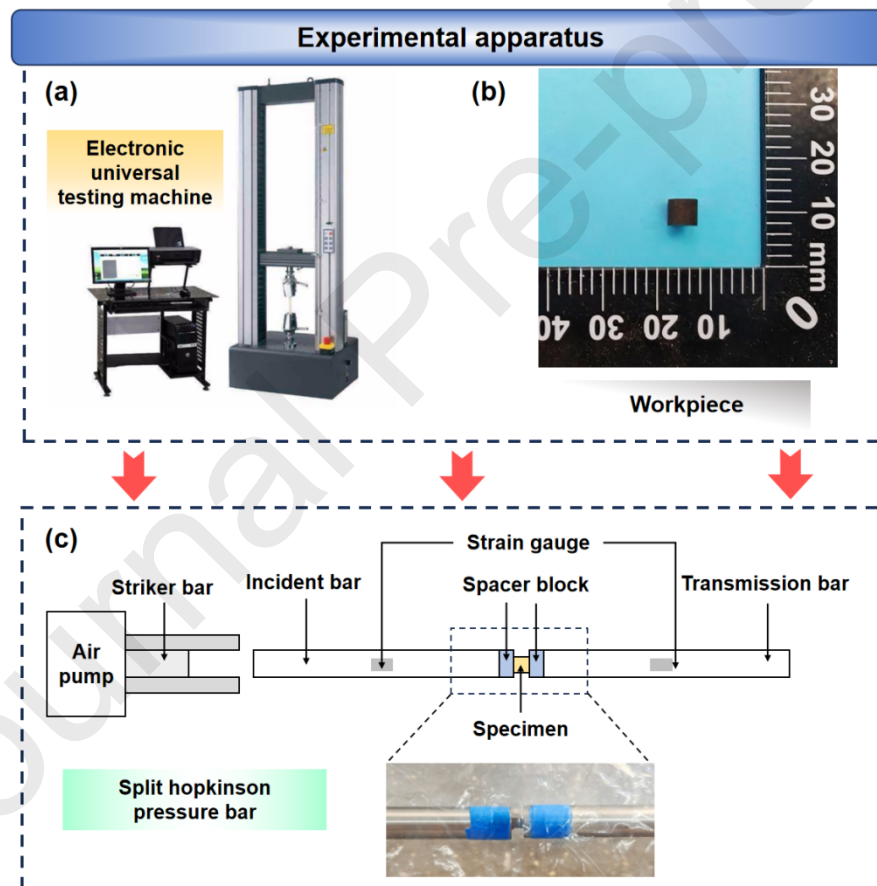 Experimental apparatus
(a)
Electronic
universal
testing machine
(b)
30
20
10
mm
0
40
30
20
10
Workpiece
(c)
Strain gauge
Striker bar
Incident bar
Spacer block
Transmission bar
Air
pump
Specimen
Split hopkinson
pressure bar
Journal Pre-pr